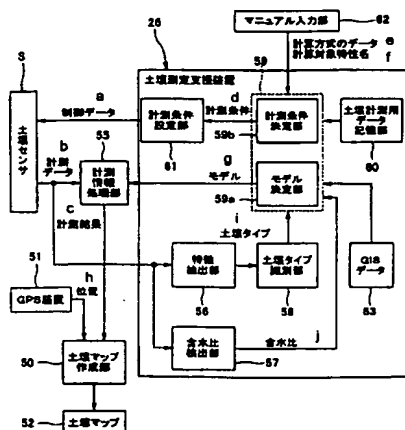 マニュアル入力部
62
計算方式のデータ
e
計算対象特性名
f
26
59
土壌測定支援装置
S
土壌センサ
a
制御データ
計測条件
設定部
61
d
計測条件
計測条件
決定部
59b
土壌計測用
データ
記憶部
60
b
計測
データ
55
計測
情報
処理部
g
モデル
モデル
決定部
59a
c
計測結果
i
土壌タイプ
51
GPS装置
h
位置
特徴
抽出部
56
土壌タイプ
識別部
58
GISデータ
63
50
土壌マップ
作成部
含水比
検出部
57
j
含水比
52
土壌マップ